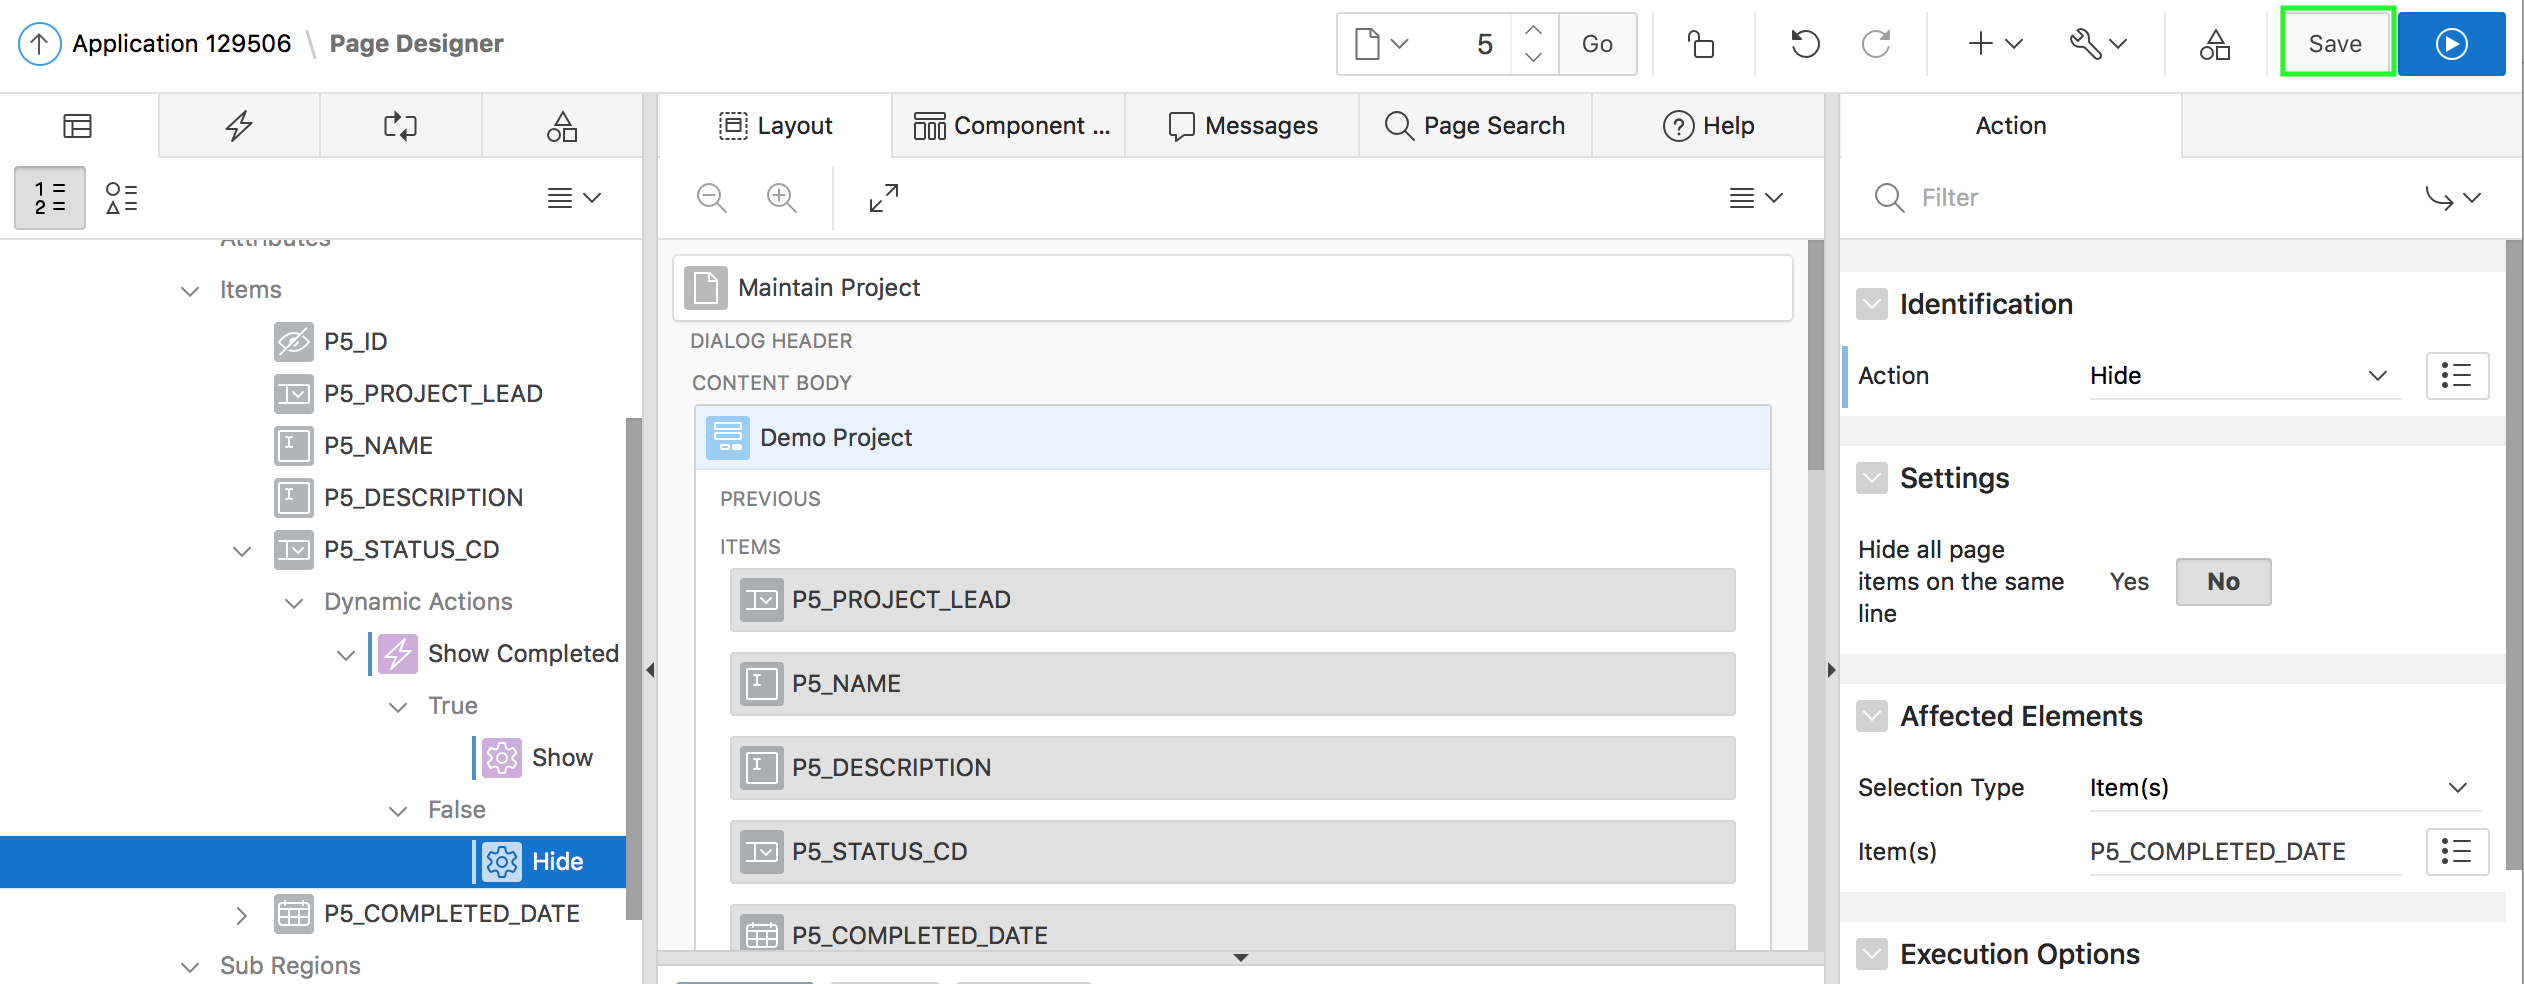 Application 129506 \ Page Designer
5
Go
Save
1
2
Attributes
Items
P5_ID
P5_PROJECT_LEAD
P5_NAME
P5_DESCRIPTION
P5_STATUS_CD
Dynamic Actions
Show Completed
True
Show
False
Hide
P5_COMPLETED_DATE
Sub Regions
Layout
Component ...
Messages
Page Search
Help
Maintain Project
DIALOG HEADER
CONTENT BODY
Demo Project
PREVIOUS
ITEMS
P5_PROJECT_LEAD
P5_NAME
P5_DESCRIPTION
P5_STATUS_CD
P5_COMPLETED_DATE
Action
Filter
Identification
Action
Hide
Settings
Hide all page
items on the same
line
Yes
No
Affected Elements
Selection Type
Item(s)
Item(s)
P5_COMPLETED_DATE
Execution Options